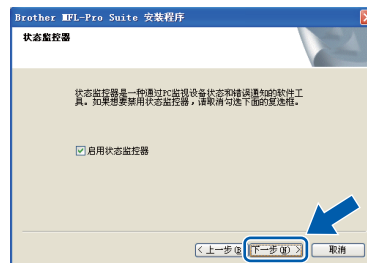 Brother MFL-Pro Suite 安装程序
状态监控器
状态监控器是一种通过PC监视设备状态和错误通知的软件工
具。如果想要禁用状态监控器，请取消勾选下面的复选框。
启用状态监控器
< 上一步(B) 下一步(N) > 取消